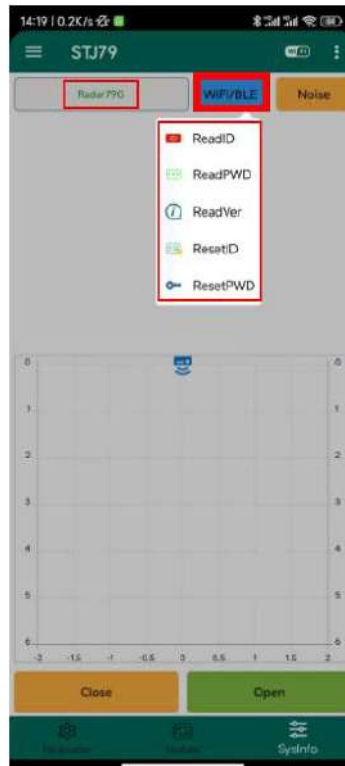 14:19 | 0.2K/s
STJ79
WiFi/BLE
Noise
ReadID
ReadPWD
ReadVer
ResetID
ResetPWD
0 0
1 1
2 2
3 3
4 4
5 5
6 6
-2 -1.5 -1 -0.5 0 0.5 1 1.5 2
Close Open
SysInfo